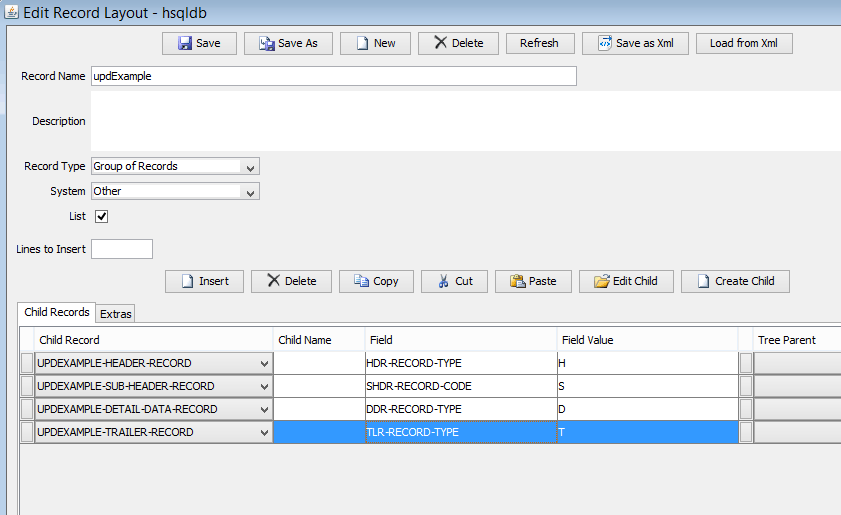 Edit Record Layout - hsqldb
Save Save As New Delete Refresh Save as Xml Load from Xml
Record Name updExample
Description
Record Type Group of Records
System Other
List
Lines to Insert
Insert Delete Copy Cut Paste Edit Child Create Child
Child Records Extras
Child Record Child Name Field Field Value Tree Parent
UPDEXAMPLE-HEADER-RECORD HDR-RECORD-TYPE H
UPDEXAMPLE-SUB-HEADER-RECORD SHDR-RECORD-CODE S
UPDEXAMPLE-DETAIL-DATA-RECORD DDR-RECORD-TYPE D
UPDEXAMPLE-TRAILER-RECORD TLR-RECORD-TYPE T